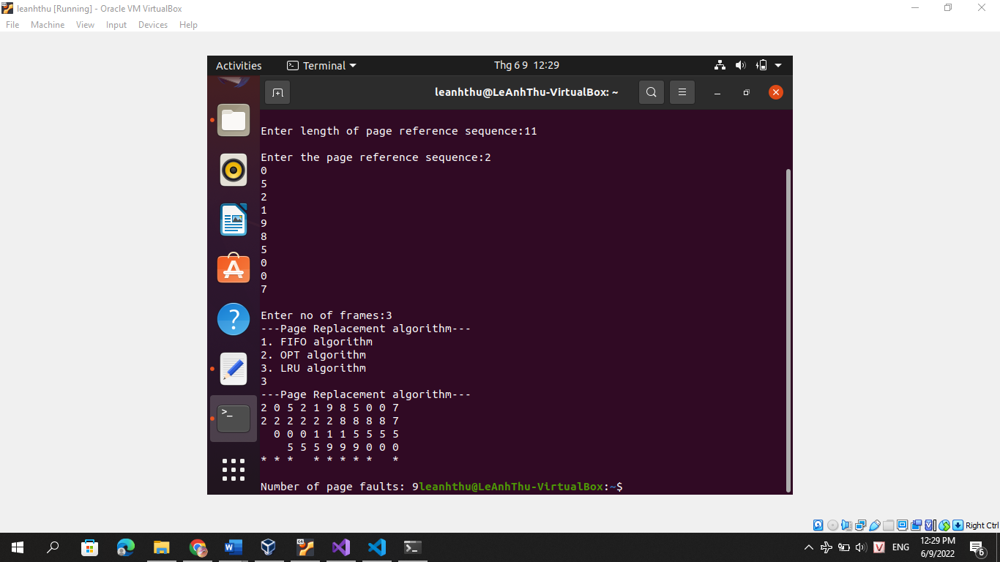 leanhthu [Running] - Oracle VM VirtualBox
File Machine View Input Devices Help
Activities Terminal Thg 6 9 12:29
leanhthu@LeAnhThu-VirtualBox: ~
Enter length of page reference sequence:11
Enter the page reference sequence:2
0
5
2
1
9
8
5
0
0
7
Enter no of frames:3
---Page Replacement algorithm---
1. FIFO algorithm
2. OPT algorithm
3. LRU algorithm
3
---Page Replacement algorithm---
2 0 5 2 1 9 8 5 0 0 7
2 2 2 2 2 2 8 8 8 8 7
  0 0 0 1 1 1 5 5 5 5
    5 5 5 9 9 9 0 0 0
* * *   * * * * *   *
Number of page faults: 9leanhthu@LeAnhThu-VirtualBox:~$
Right Ctrl
ENG
12:29 PM
6/9/2022
6